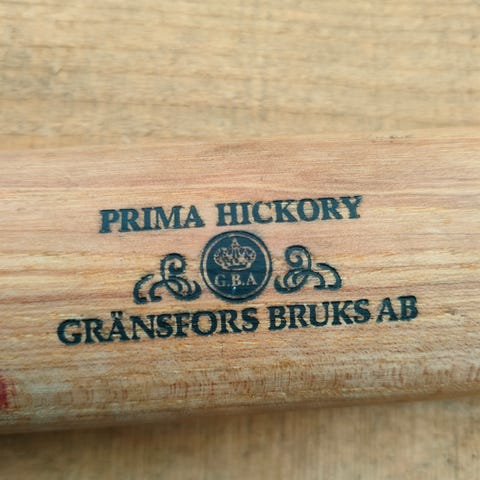 PRIMA HICKORY
G.B.A
GRÄNSFORS BRUKS AB